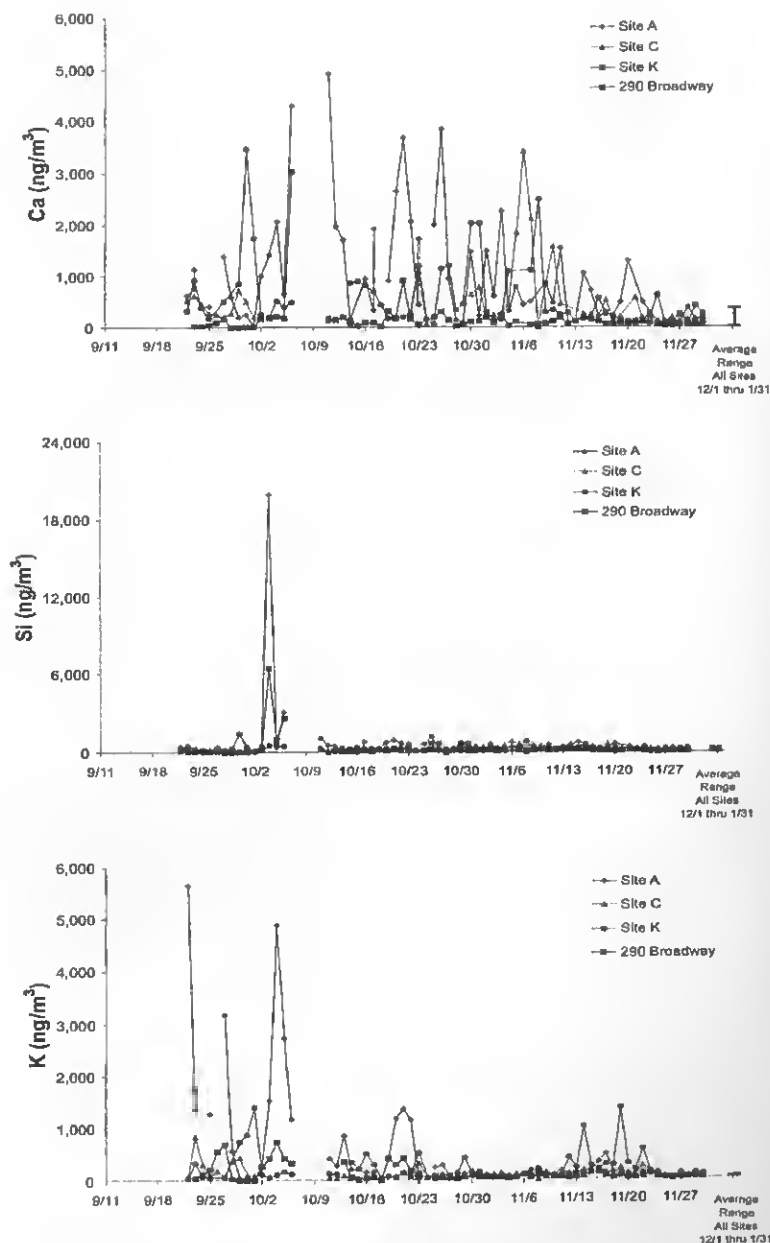 6,000
5,000
4,000
3,000
2,000
1,000
0
Ca (ng/m³)
Site A
Site C
Site K
290 Broadway
9/11 9/18 9/25 10/2 10/9 10/16 10/23 10/30 11/6 11/13 11/20 11/27
Average
Range
All Sites
12/1 thru 1/31
24,000
18,000
12,000
6,000
0
Si (ng/m³)
Site A
Site C
Site K
290 Broadway
9/11 9/18 9/25 10/2 10/9 10/16 10/23 10/30 11/6 11/13 11/20 11/27
Average
Range
All Sites
12/1 thru 1/31
6,000
5,000
4,000
3,000
2,000
1,000
0
K (ng/m³)
Site A
Site C
Site K
290 Broadway
9/11 9/18 9/25 10/2 10/9 10/16 10/23 10/30 11/6 11/13 11/20 11/27
Average
Range
All Sites
12/1 thru 1/31